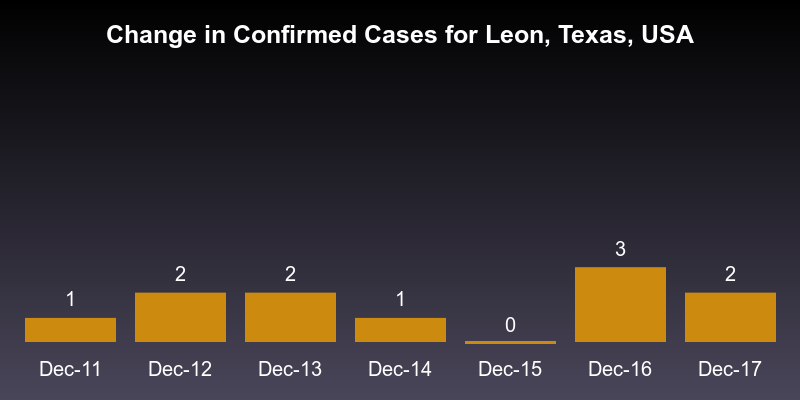 Change in Confirmed Cases for Leon, Texas, USA
3
2 2 2
1 1
0
Dec-11 Dec-12 Dec-13 Dec-14 Dec-15 Dec-16 Dec-17